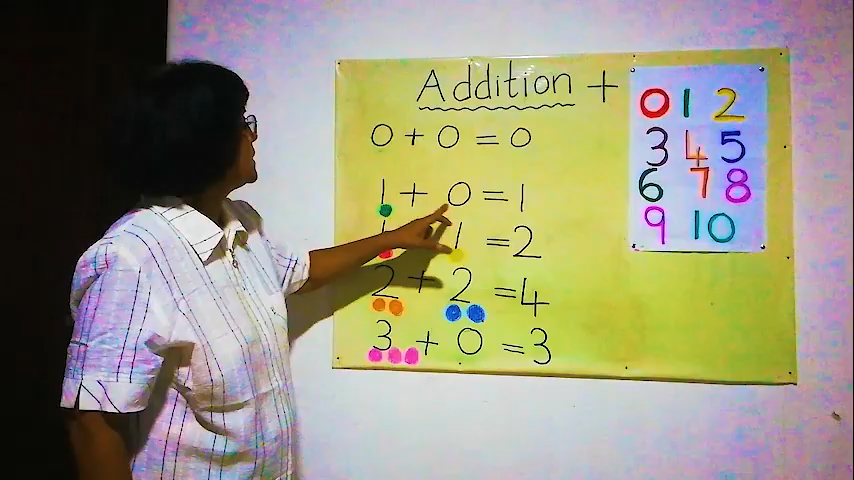 Addition +
0 + 0 = 0
1 + 0 = 1
1 1 = 2
2 + 2 = 4
3 + 0 = 3
0 1 2
3 4 5
6 7 8
9 10